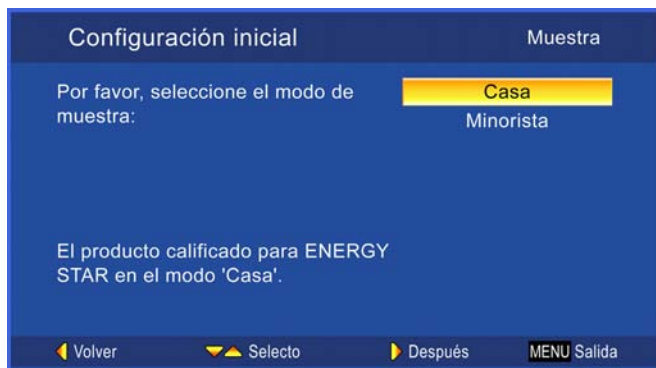 Configuración inicial Muestra
Por favor, seleccione el modo de Casa
muestra: Minorista
El producto calificado para ENERGY
STAR en el modo 'Casa'.
Volver Selecto Después MENU Salida